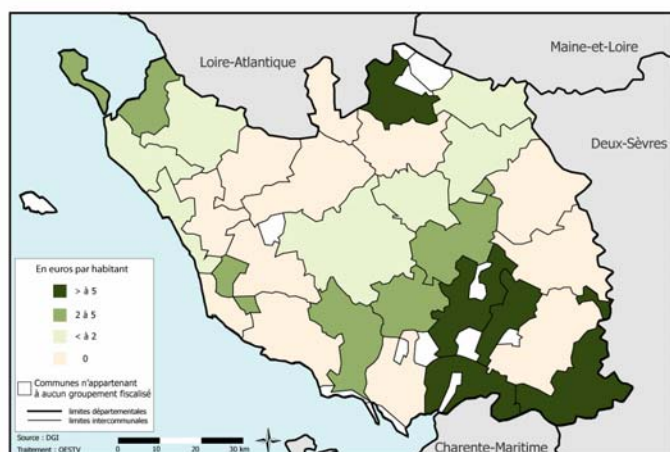 Loire-Atlantique
Maine-et-Loire
Deux-Sèvres
En euros par habitant
> à 5
2 à 5
< à 2
0
Communes n'appartenant
à aucun groupement fiscalisé
limites départementales
limites intercommunales
Source : DGI
Traitement : OESTV
0 10 20 30 km
Charente-Maritime